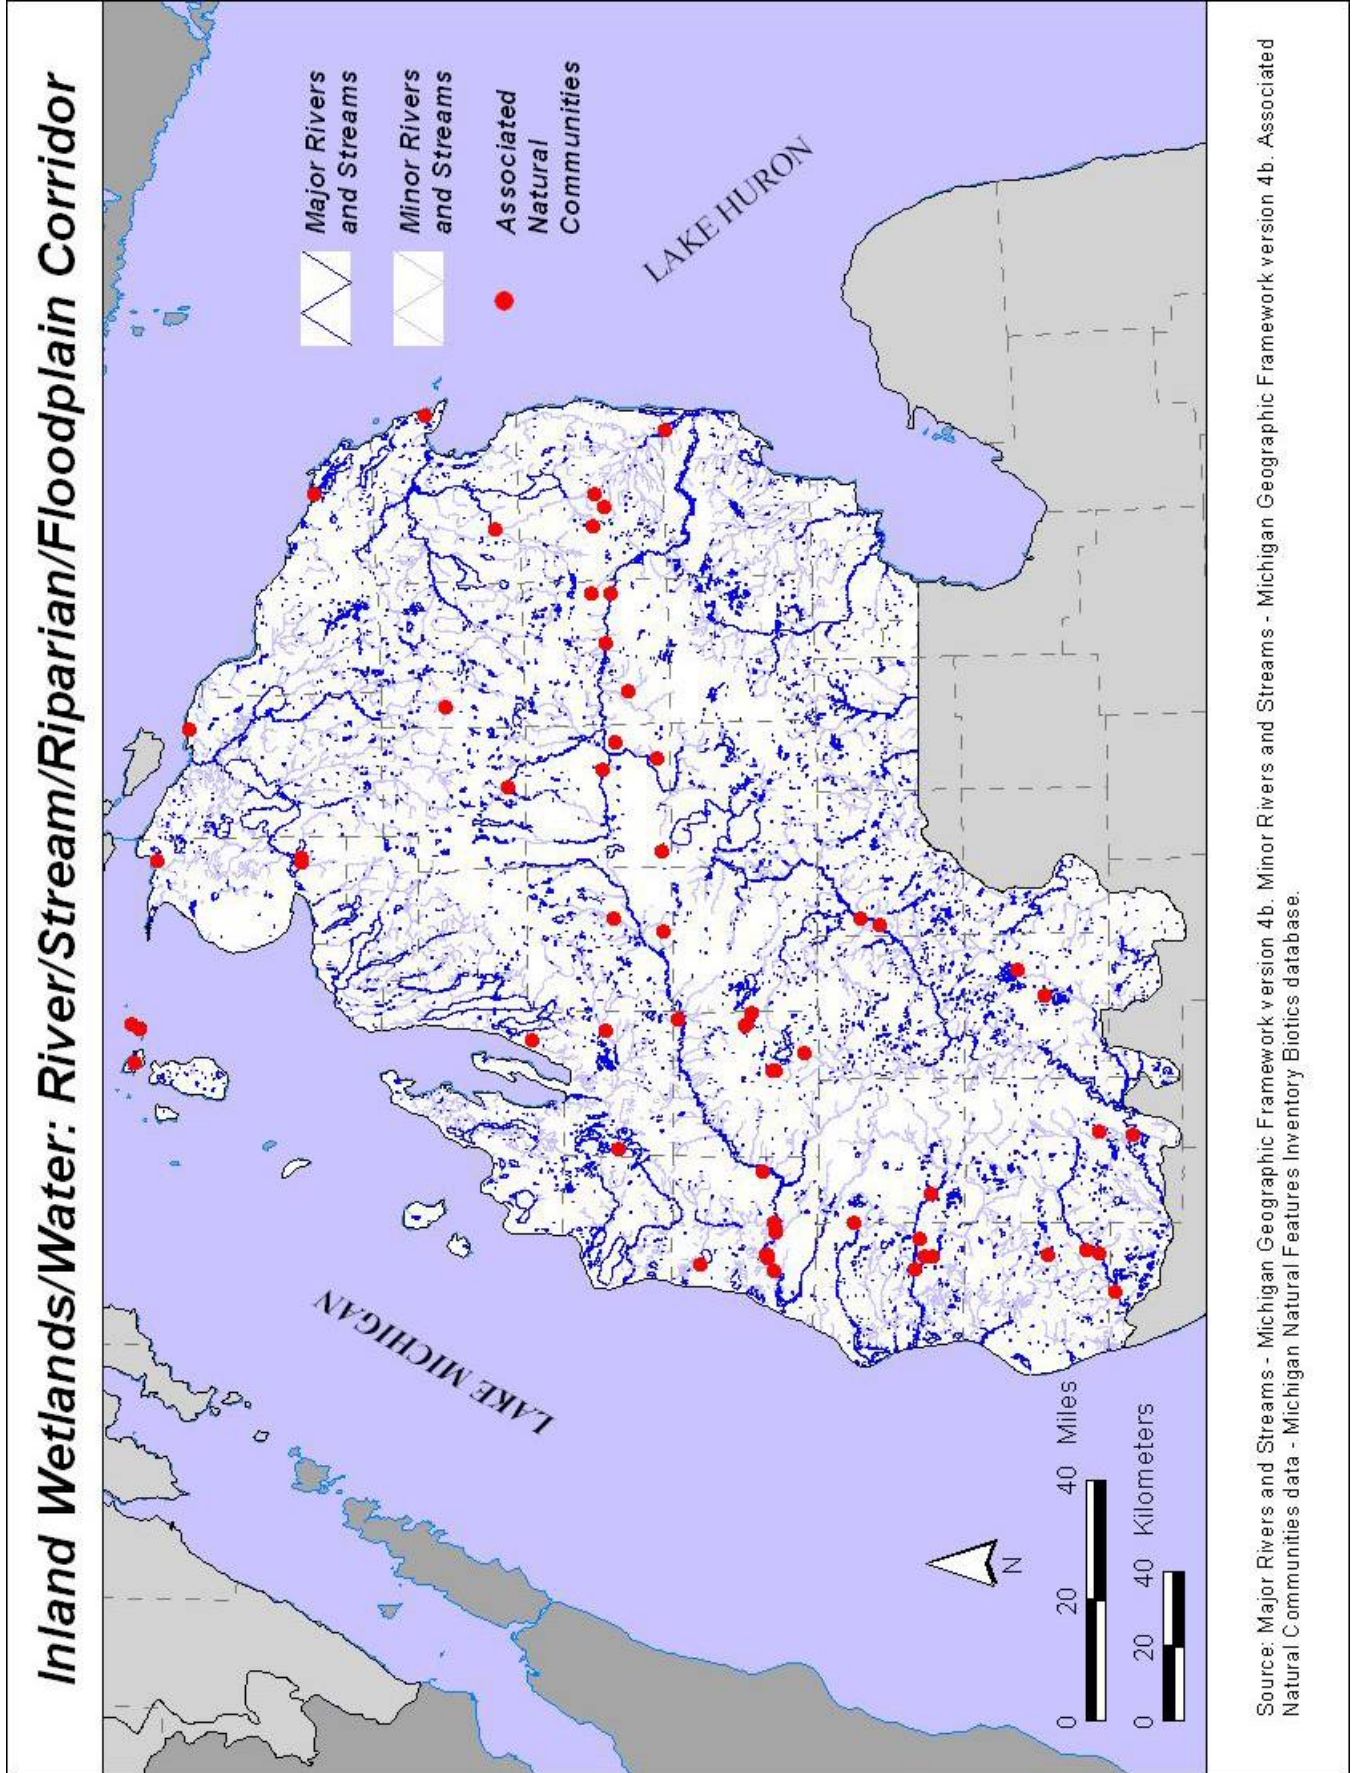 Inland Wetlands/Water: River/Stream/Riparian/Floodplain Corridor
Major Rivers
and Streams
Minor Rivers
and Streams
Associated
Natural
Communities
LAKE HURON
LAKE MICHIGAN
N
0 20 40 Miles
0 20 40 Kilometers
Source: Major Rivers and Streams - Michigan Geographic Framework version 4b. Minor Rivers and Streams - Michigan Geographic Framework version 4b. Associated
Natural Communities data - Michigan Natural Features Inventory Biotics database.